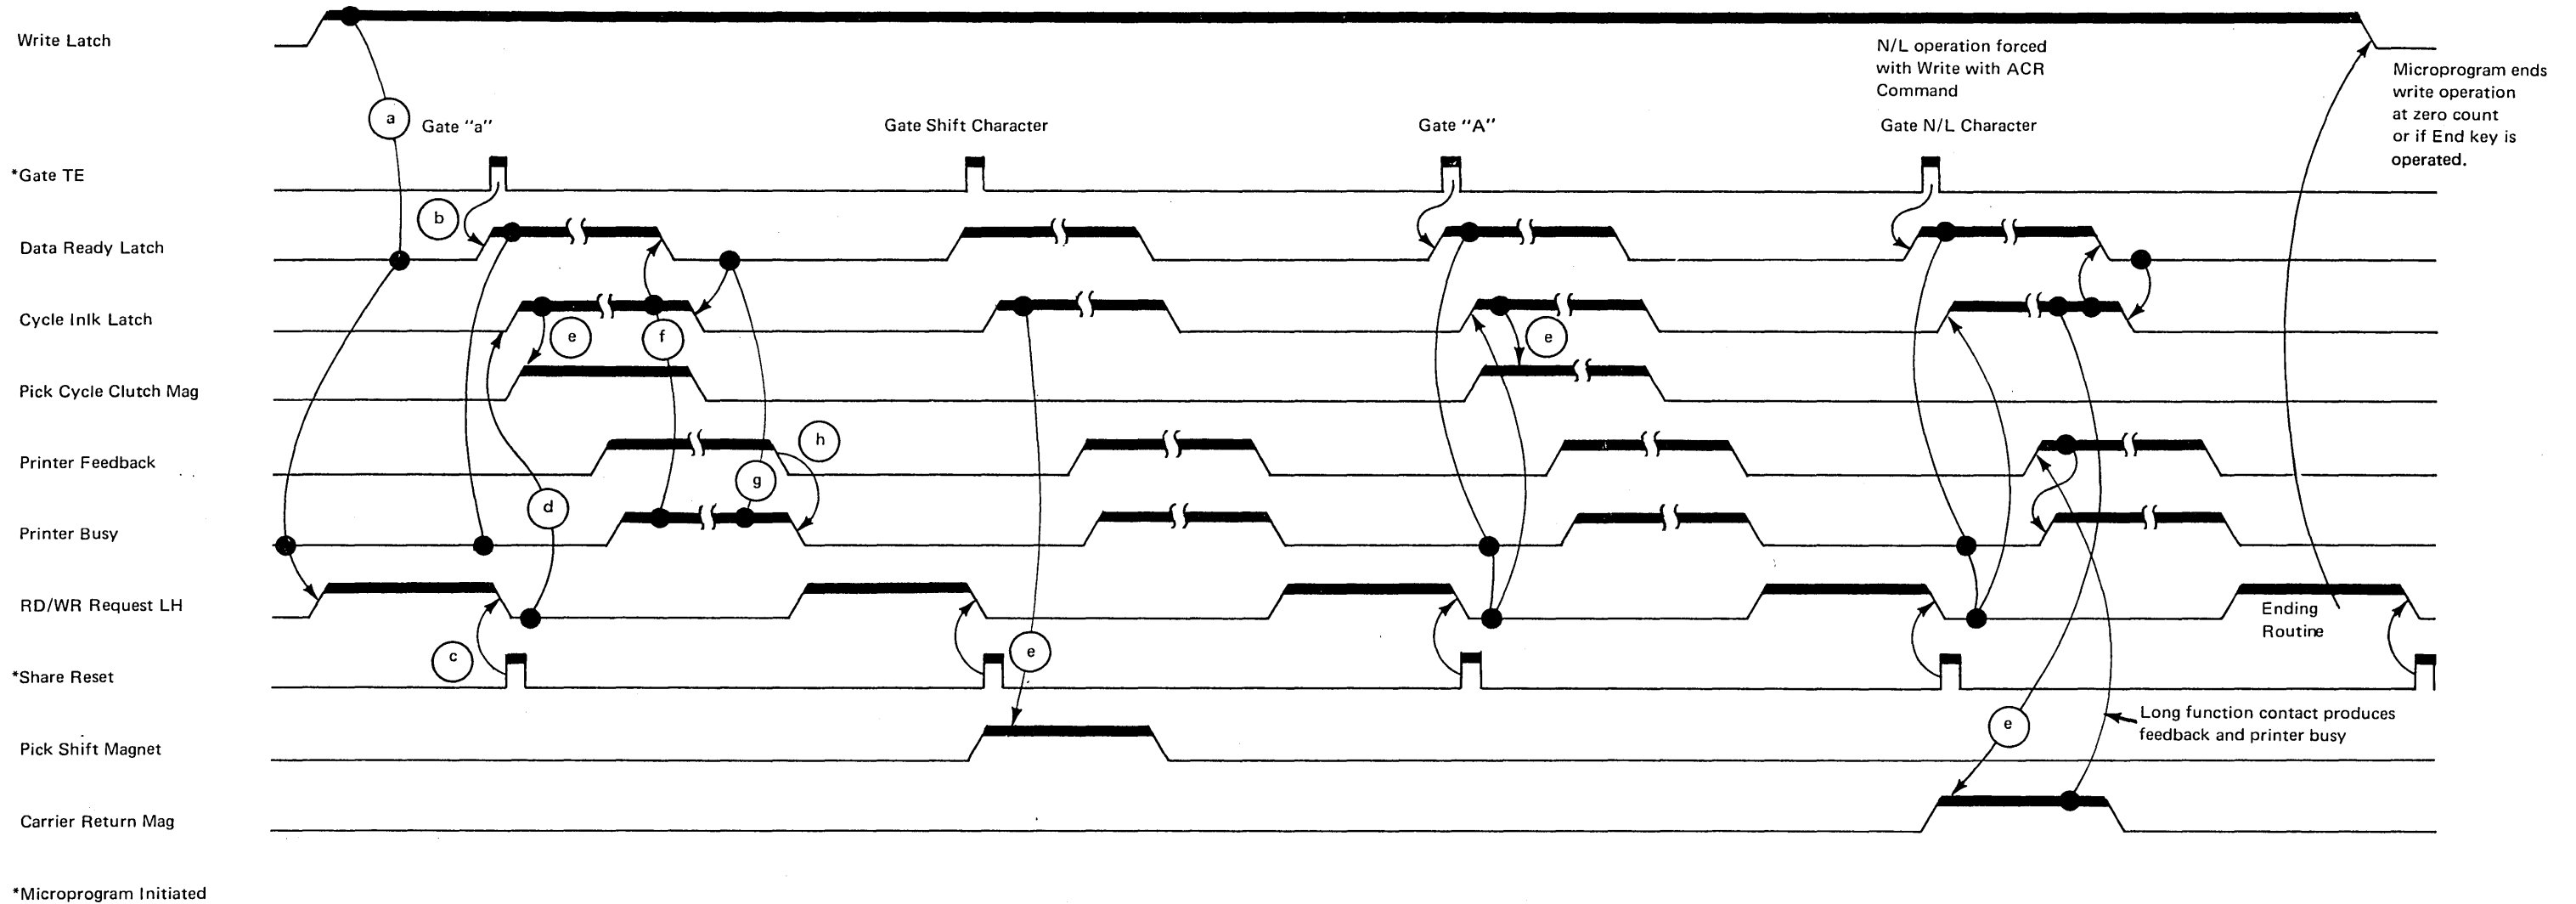 Write Latch
N/L operation forced
with Write with ACR
Command
Microprogram ends
write operation
at zero count
or if End key is
operated.
a
Gate "a"
Gate Shift Character
Gate "A"
Gate N/L Character
*Gate TE
b
Data Ready Latch
Cycle Inlk Latch
e
f
e
Pick Cycle Clutch Mag
h
Printer Feedback
g
d
Printer Busy
RD/WR Request LH
Ending
Routine
c
e
*Share Reset
Long function contact produces
feedback and printer busy
e
Pick Shift Magnet
Carrier Return Mag
*Microprogram Initiated